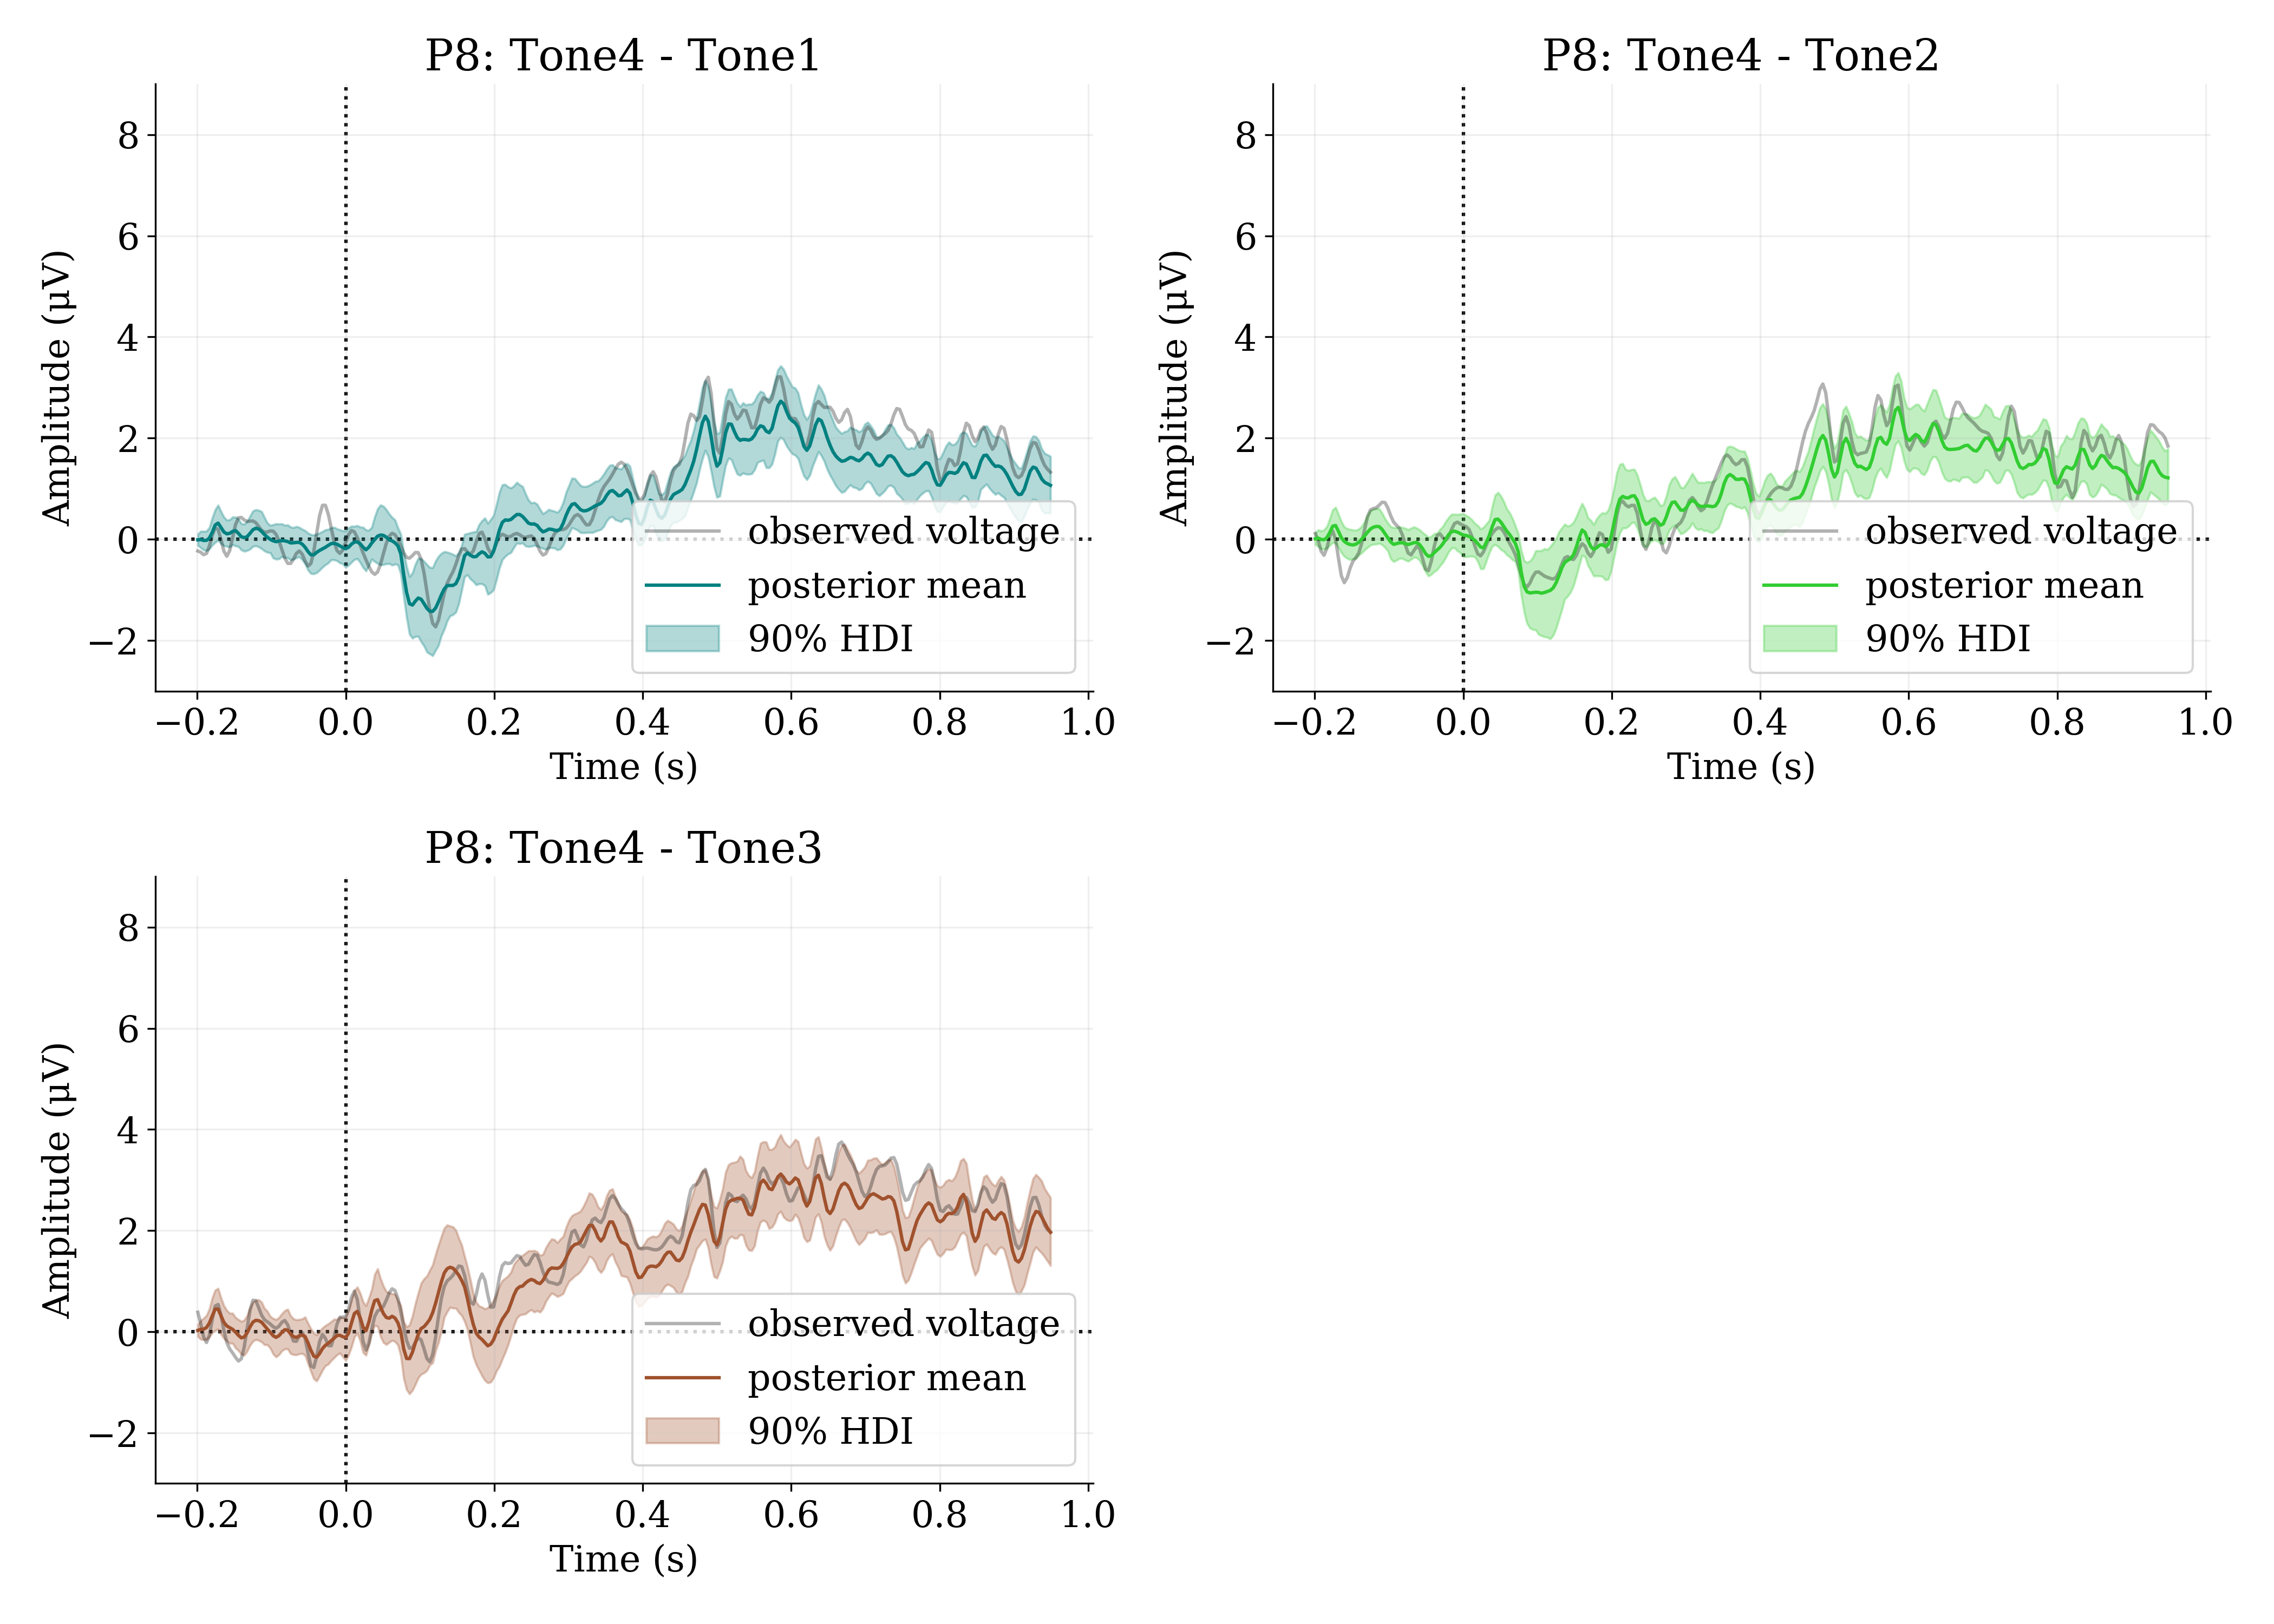 P8: Tone4 - Tone1
Amplitude (μV)
8
6
4
2
0
−2
observed voltage
posterior mean
90% HDI
−0.2 0.0 0.2 0.4 0.6 0.8 1.0
Time (s)
P8: Tone4 - Tone2
Amplitude (μV)
8
6
4
2
0
−2
observed voltage
posterior mean
90% HDI
−0.2 0.0 0.2 0.4 0.6 0.8 1.0
Time (s)
P8: Tone4 - Tone3
Amplitude (μV)
8
6
4
2
0
−2
observed voltage
posterior mean
90% HDI
−0.2 0.0 0.2 0.4 0.6 0.8 1.0
Time (s)